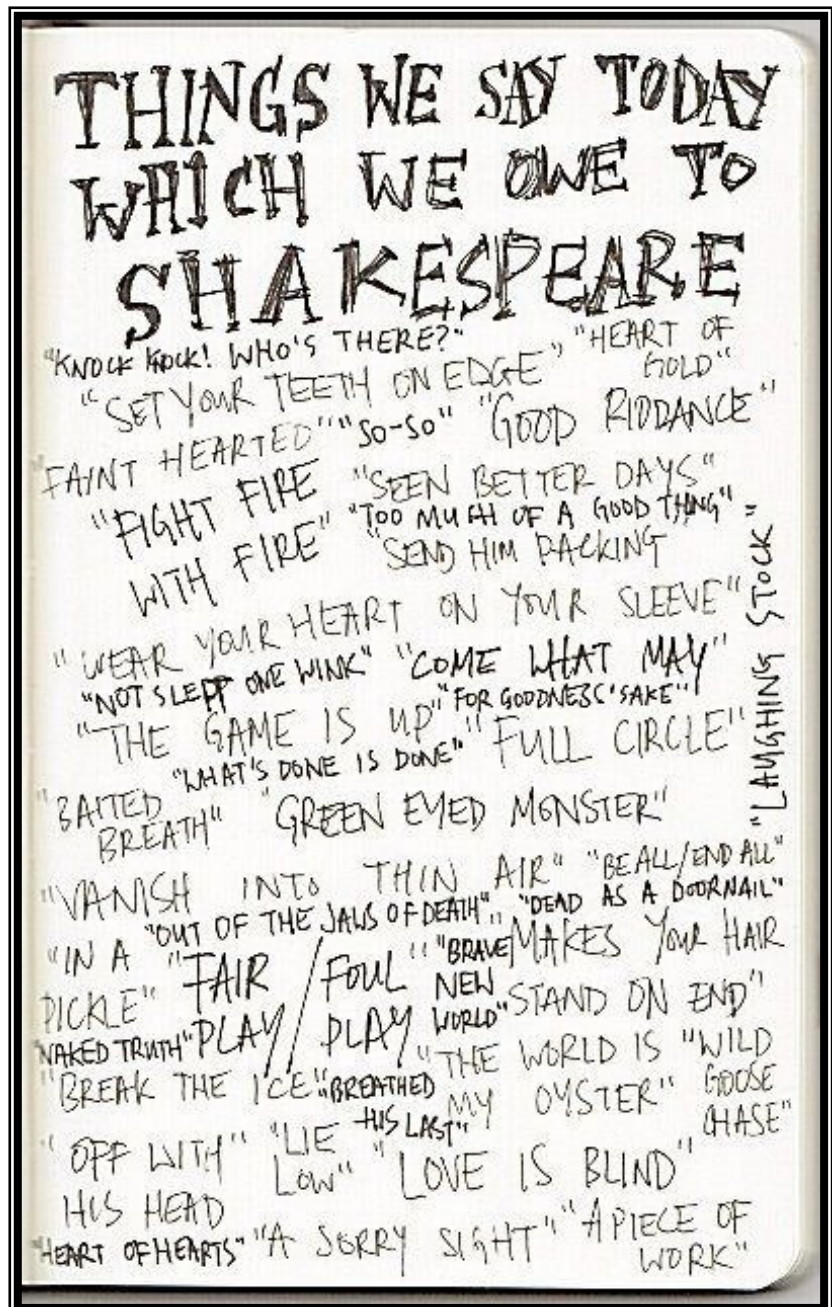 THINGS WE SAY TODAY
WHICH WE OWE TO
SHAKESPEARE
"KNOCK KNOCK! WHO'S THERE?"
"HEART OF
GOLD"
"SET YOUR TEETH ON EDGE"
"FAINT HEARTED" "SO-SO" "GOOD RIDDANCE"
"FIGHT FIRE
WITH FIRE"
"SEEN BETTER DAYS"
"TOO MUCH OF A GOOD THING"
"SEND HIM PACKING
"LAUGHING STOCK"
"WEAR YOUR HEART ON YOUR SLEEVE"
"NOT SLEPT ONE WINK" "COME WHAT MAY"
"THE GAME IS UP" "FOR GOODNESS' SAKE"
"WHAT'S DONE IS DONE" "FULL CIRCLE"
"BAITED
BREATH"
"GREEN EYED MONSTER"
"VANISH INTO THIN AIR" "BE ALL/END ALL"
"OUT OF THE JAWS OF DEATH" "DEAD AS A DOORNAIL"
"IN A
PICKLE"
"FAIR / FOUL
PLAY / PLAY"
"BRAVE
NEW
WORLD"
"MAKES YOUR HAIR
STAND ON END"
"NAKED TRUTH"
"THE WORLD IS
MY OYSTER"
"WILD
GOOSE
CHASE"
"BREAK THE ICE" "BREATHED
HIS LAST"
"OFF WITH"
HIS HEAD
"LIE
LOW"
"LOVE IS BLIND"
"HEART OF HEARTS" "A SORRY SIGHT" "A PIECE OF
WORK"